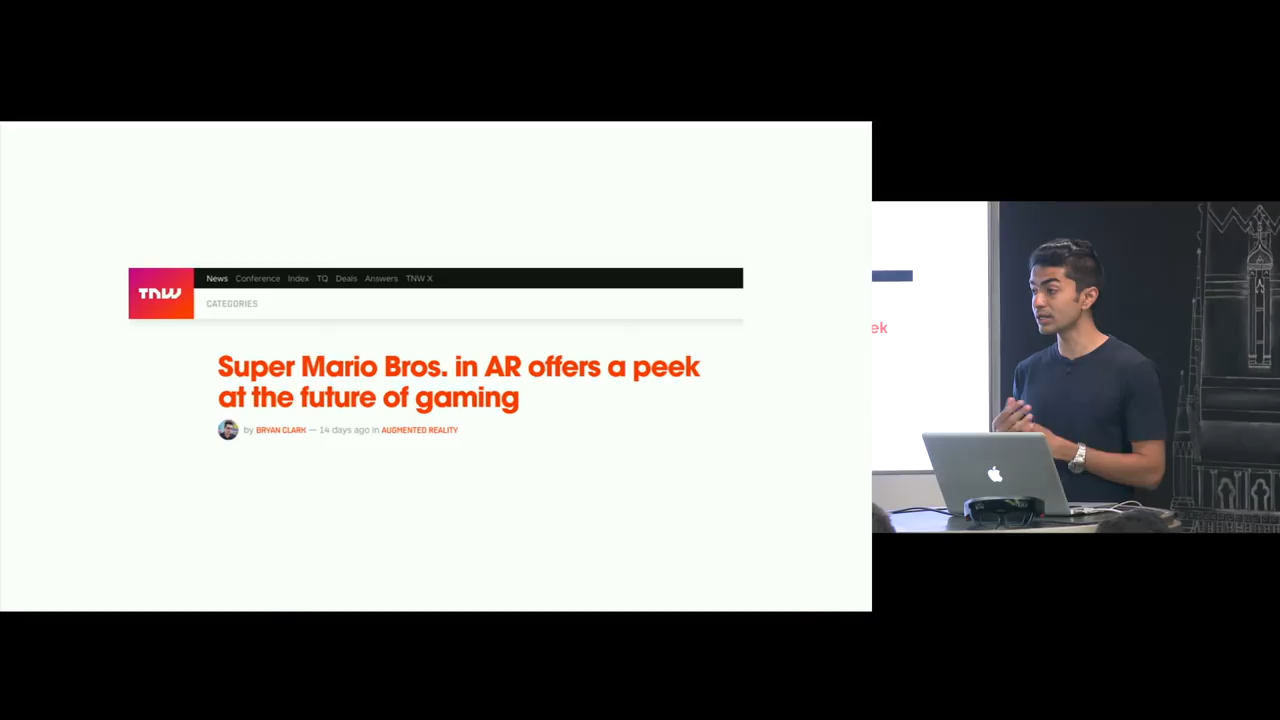 TNW
News Conference Index TQ Deals Answers TNW X
CATEGORIES
Super Mario Bros. in AR offers a peek
at the future of gaming
by BRYAN CLARK — 14 days ago in AUGMENTED REALITY
ek